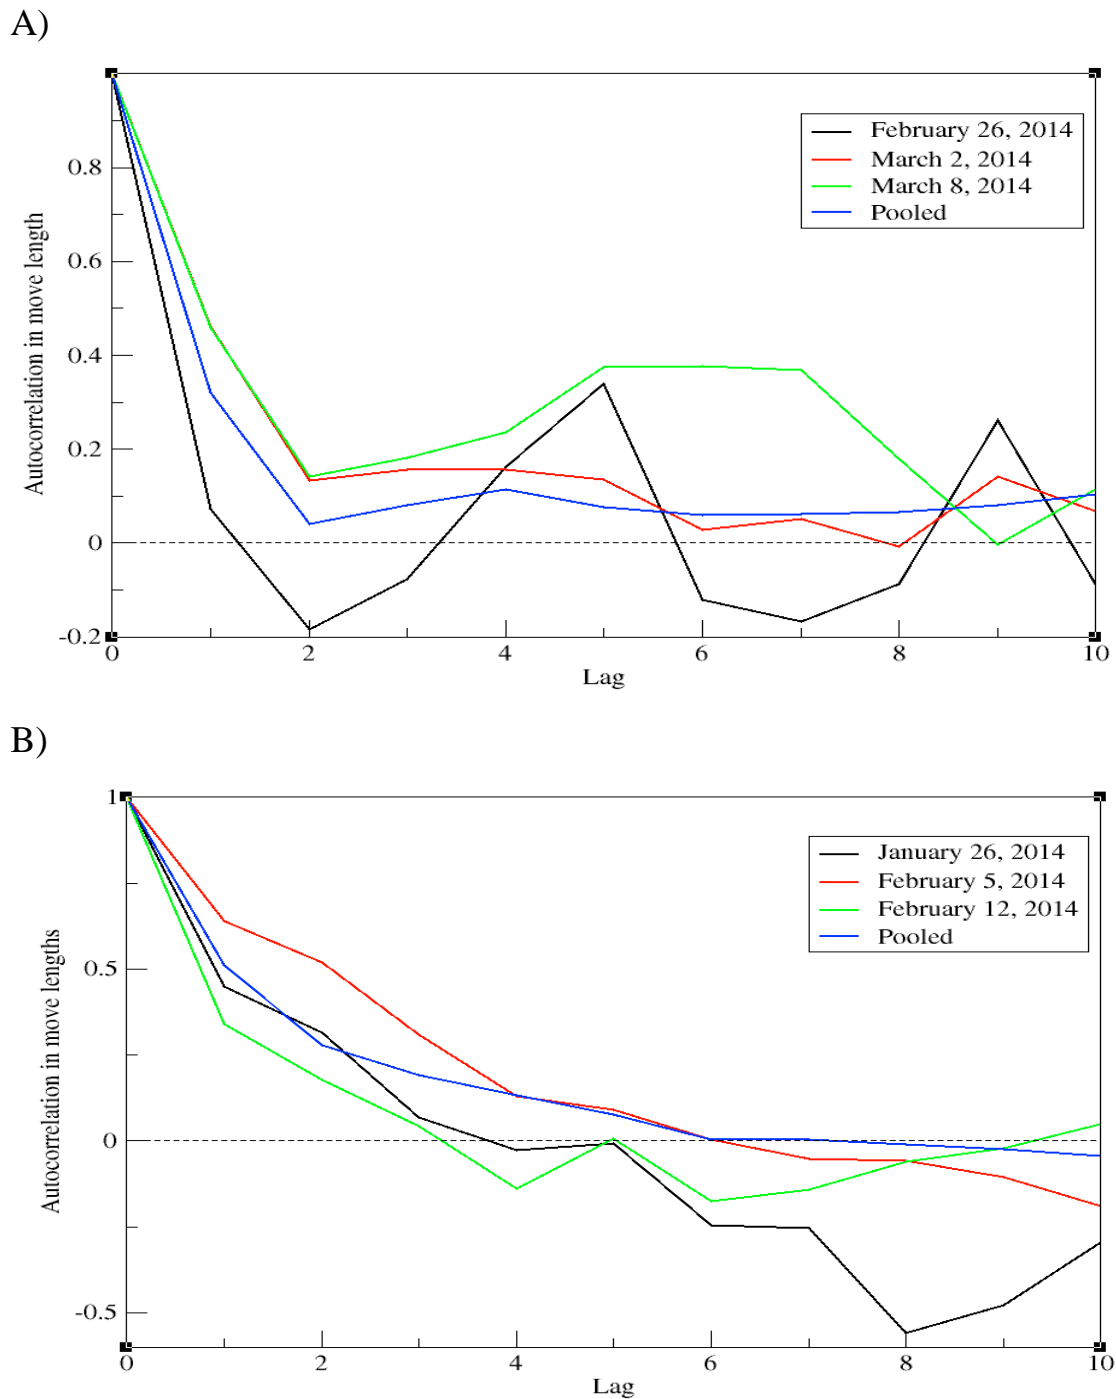 A)
Autocorrelation in move length
0.8
0.6
0.4
0.2
0
-0.2
0 2 4 6 8 10
Lag
February 26, 2014
March 2, 2014
March 8, 2014
Pooled
B)
Autocorrelation in move lengths
1
0.5
0
-0.5
0 2 4 6 8 10
Lag
January 26, 2014
February 5, 2014
February 12, 2014
Pooled